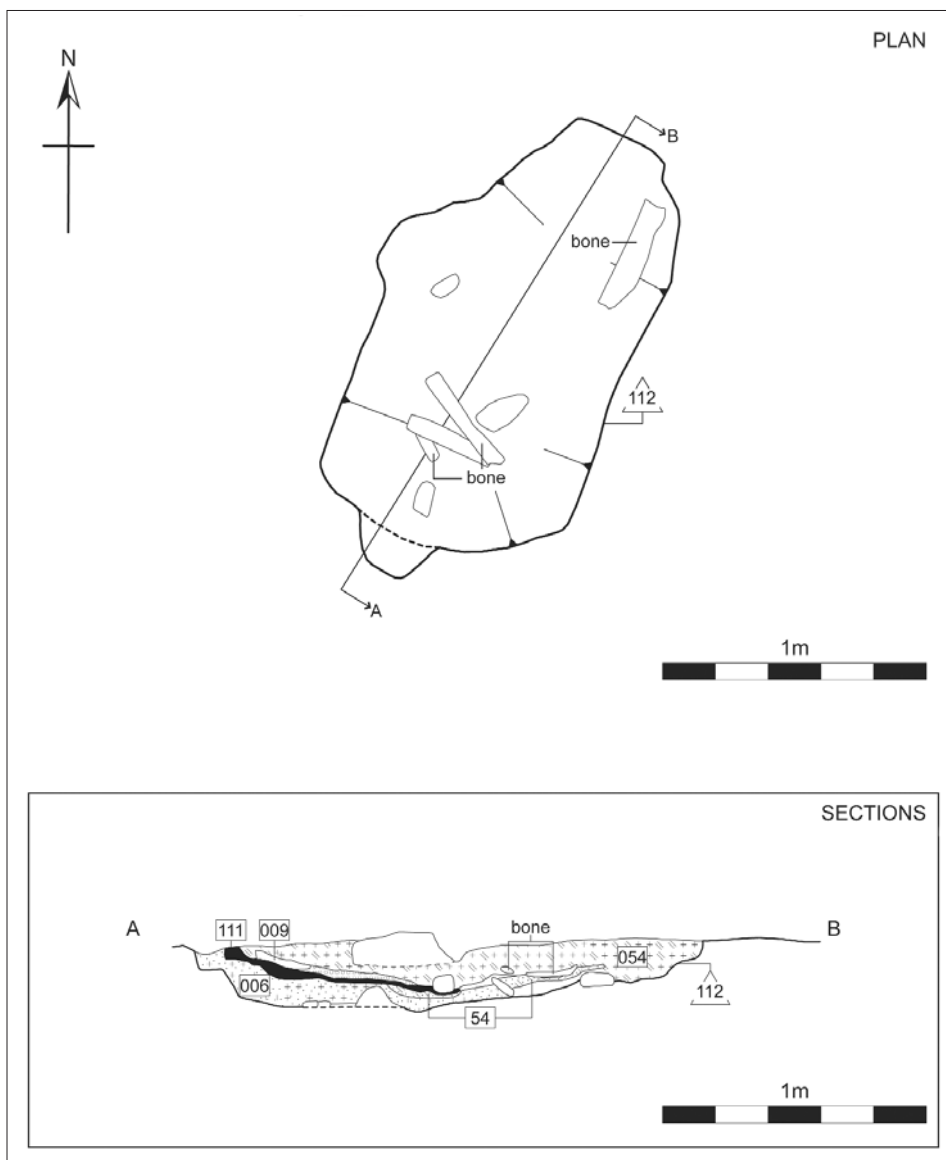 PLAN
N
B
bone
112
bone
A
1m
SECTIONS
A
111
009
bone
B
054
006
112
54
1m